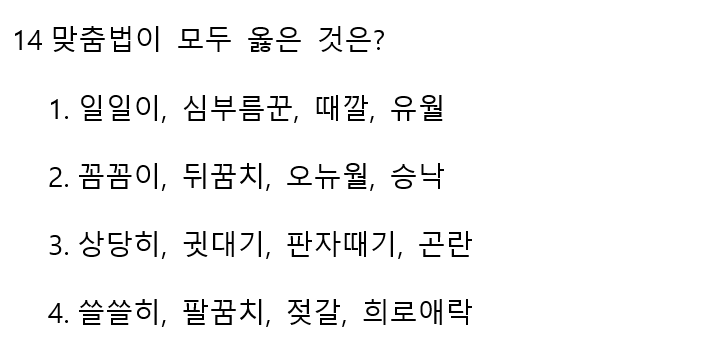 14 맞춤법이 모두 옳은 것은?
1. 일일이, 심부름꾼, 때깔, 유월
2. 꼼꼼이, 뒤꿈치, 오뉴월, 승낙
3. 상당히, 귓대기, 판자때기, 곤란
4. 쓸쓸히, 팔꿈치, 젖갈, 희로애락